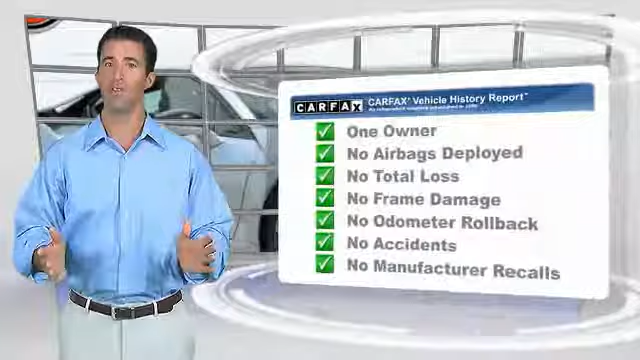 CARFAX CARFAX® Vehicle History Report™
One Owner
No Airbags Deployed
No Total Loss
No Frame Damage
No Odometer Rollback
No Accidents
No Manufacturer Recalls